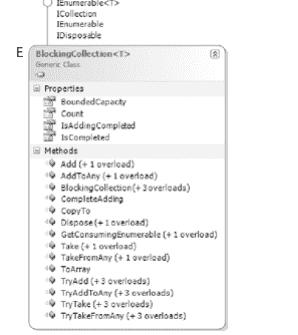 IEnumerable<T>
ICollection
IEnumerable
IDisposable
E
BlockingCollection<T>
Generic Class
Properties
BoundedCapacity
Count
IsAddingCompleted
IsCompleted
Methods
Add (+ 1 overload)
AddToAny (+ 1 overload)
BlockingCollection (+ 3 overloads)
CompleteAdding
CopyTo
Dispose (+ 1 overload)
GetConsumingEnumerable (+ 1 overload)
Take (+ 1 overload)
TakeFromAny (+ 1 overload)
ToArray
TryAdd (+ 3 overloads)
TryAddToAny (+ 3 overloads)
TryTake (+ 3 overloads)
TryTakeFromAny (+ 3 overloads)